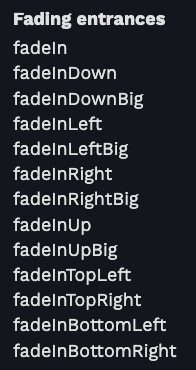 Fading entrances
fadeIn
fadeInDown
fadeInDownBig
fadeInLeft
fadeInLeftBig
fadeInRight
fadeInRightBig
fadeInUp
fadeInUpBig
fadeInTopLeft
fadeInTopRight
fadeInBottomLeft
fadeInBottomRight